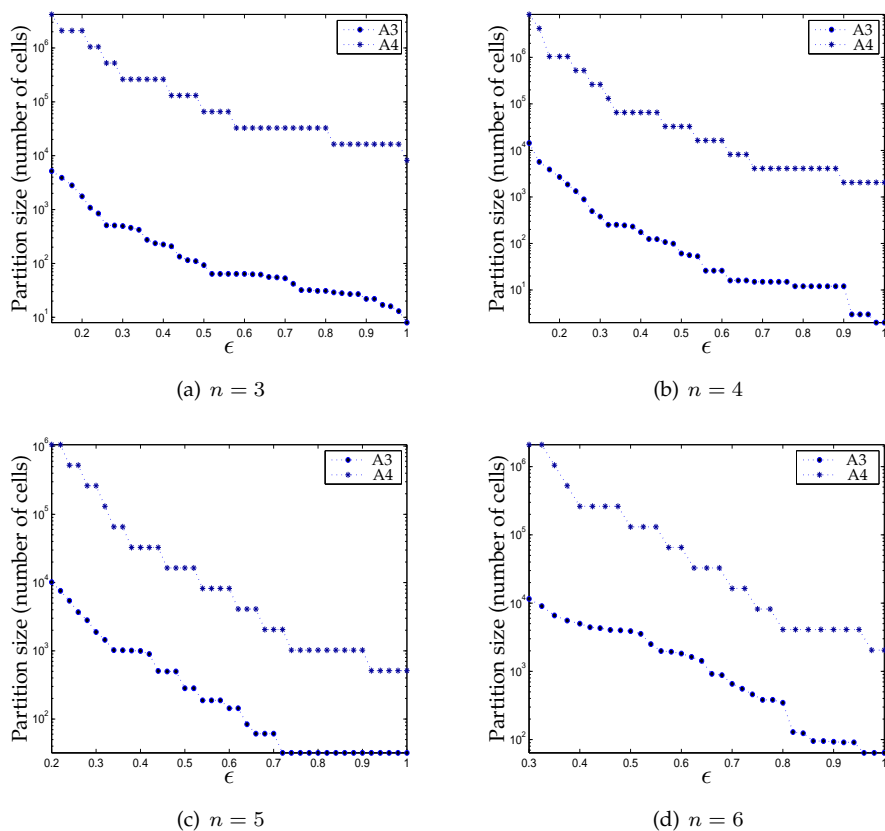 A3
A4
Partition size (number of cells)
10^6
10^5
10^4
10^3
10^2
10^1
0.2 0.3 0.4 0.5 0.6 0.7 0.8 0.9 1
ϵ
(a) n = 3
A3
A4
Partition size (number of cells)
10^6
10^5
10^4
10^3
10^2
10^1
0.2 0.3 0.4 0.5 0.6 0.7 0.8 0.9 1
ϵ
(b) n = 4
A3
A4
Partition size (number of cells)
10^6
10^5
10^4
10^3
10^2
0.2 0.3 0.4 0.5 0.6 0.7 0.8 0.9 1
ϵ
(c) n = 5
A3
A4
Partition size (number of cells)
10^6
10^5
10^4
10^3
10^2
0.3 0.4 0.5 0.6 0.7 0.8 0.9 1
ϵ
(d) n = 6